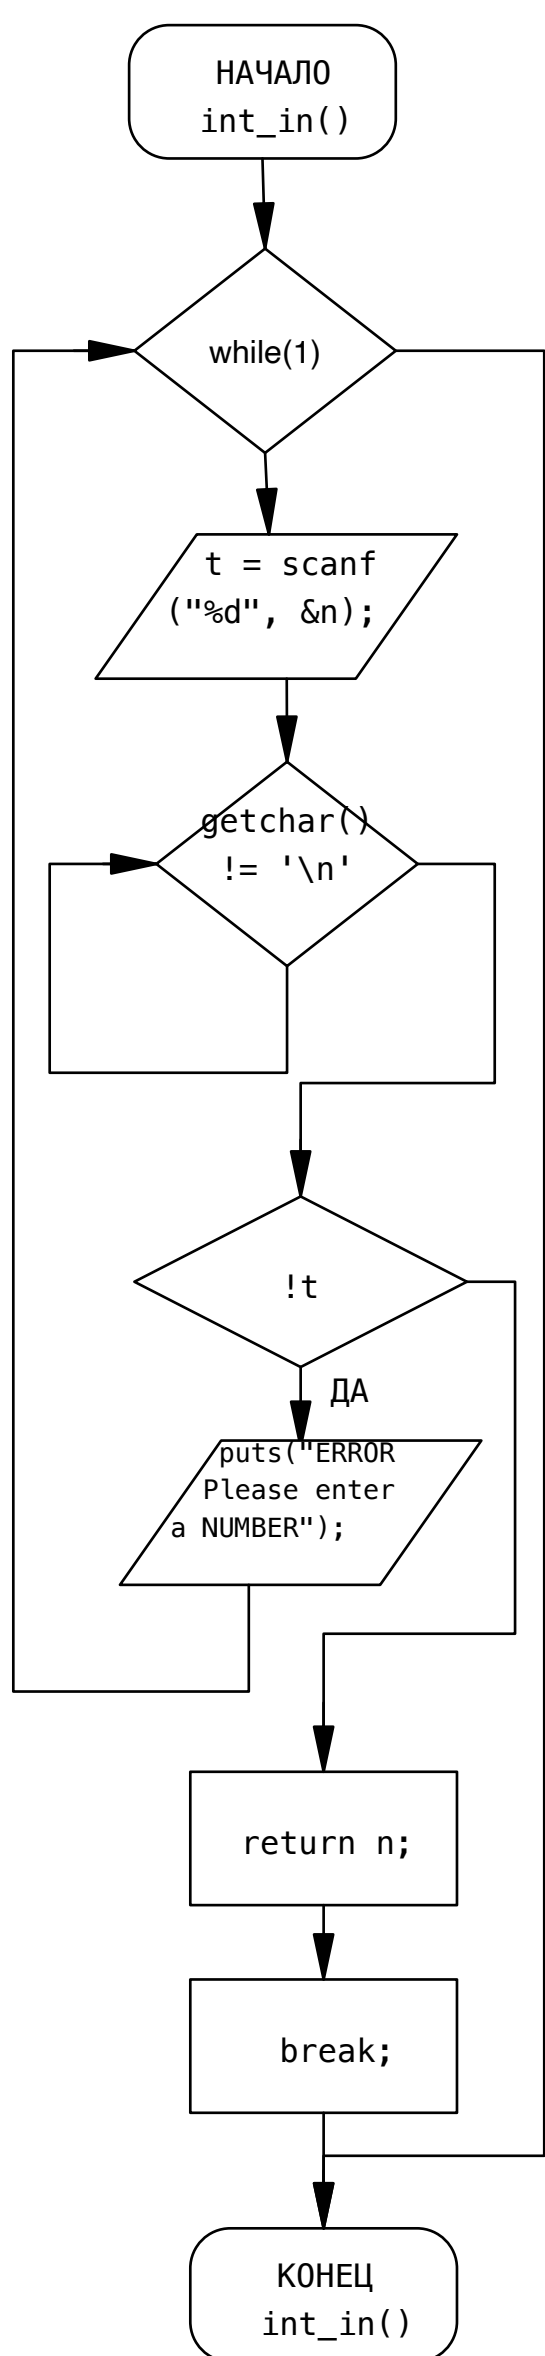 НАЧАЛО
int_in()
while(1)
t = scanf
("%d", &n);
getchar()
!= '\n'
!t
ДА
puts("ERROR
Please enter
a NUMBER");
return n;
break;
КОНЕЦ
int_in()